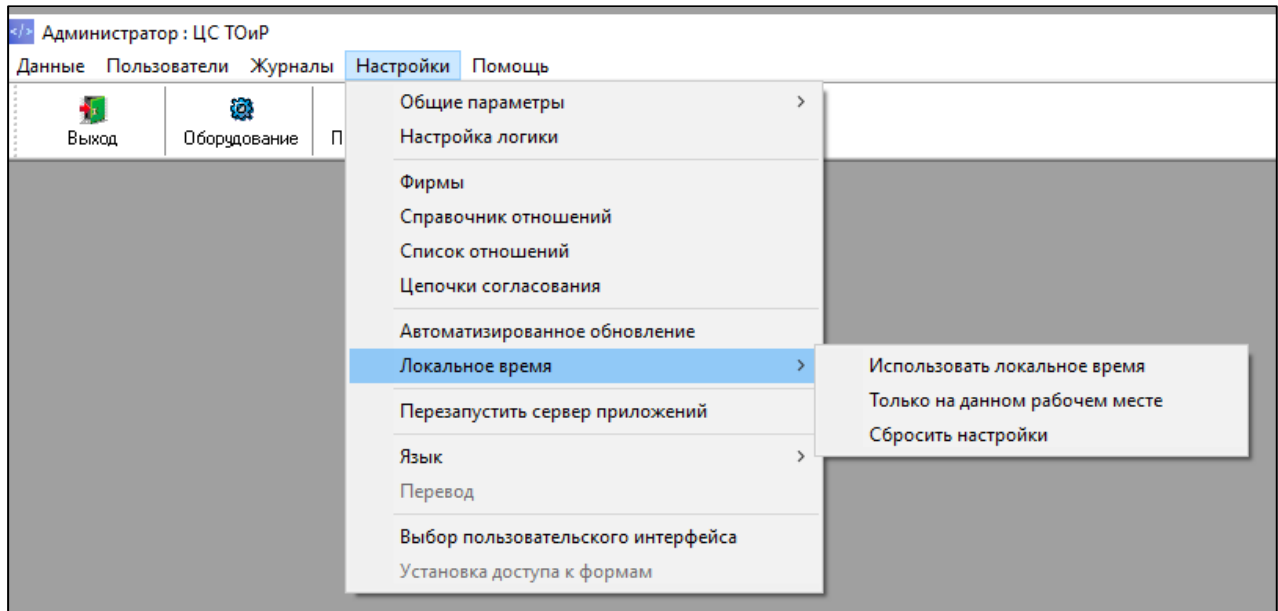 </> Администратор : ЦС ТОиР
Данные Пользователи Журналы Настройки Помощь
Выход Оборудование П
Общие параметры >
Настройка логики
Фирмы
Справочник отношений
Список отношений
Цепочки согласования
Автоматизированное обновление
Локальное время >
Использовать локальное время
Только на данном рабочем месте
Сбросить настройки
Перезапустить сервер приложений
Язык >
Перевод
Выбор пользовательского интерфейса
Установка доступа к формам